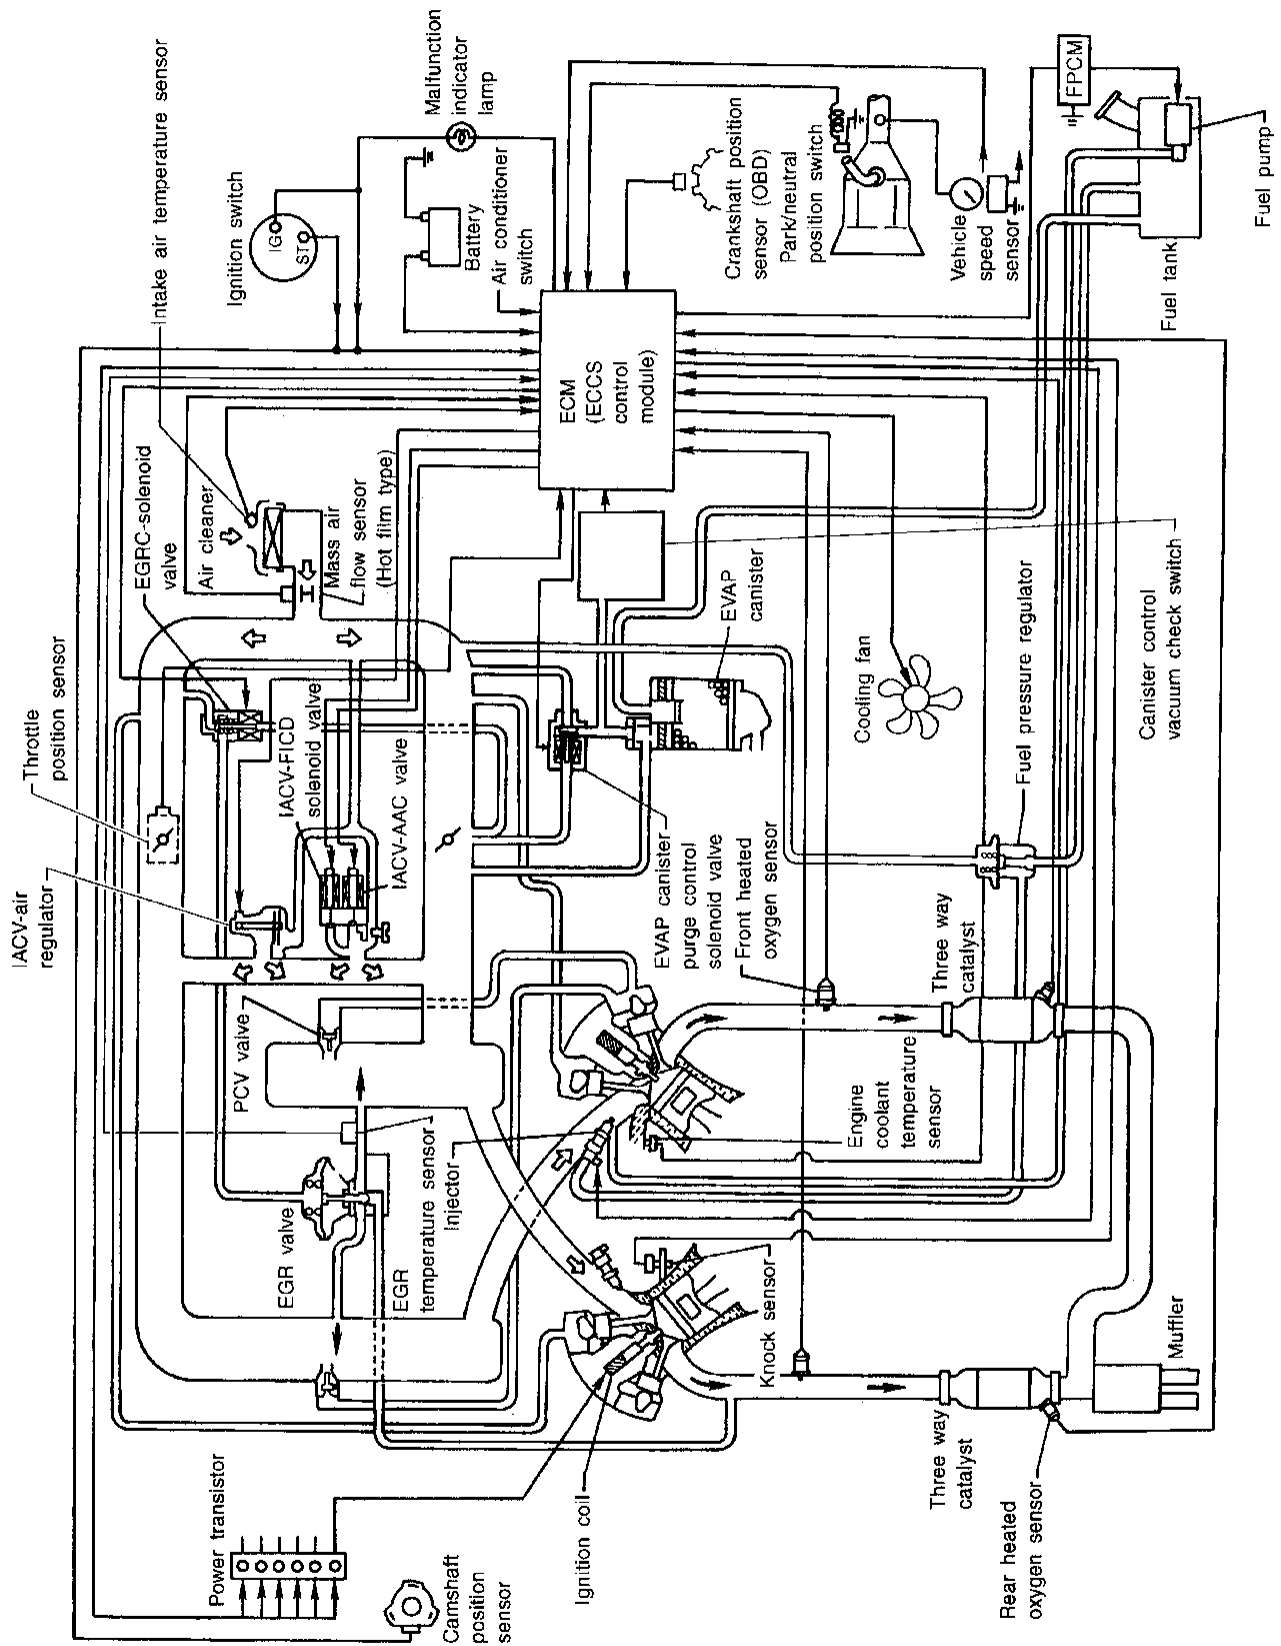 IACV-air
regulator
Throttle
position sensor
EGRC-solenoid
valve
Intake air temperature sensor
Ignition switch
IG
ST
Malfunction
indicator
lamp
Battery
Air conditioner
switch
Air cleaner
Mass air
flow sensor
(Hot film type)
IACV-FICD
solenoid valve
IACV-AAC valve
PCV valve
EGR valve
EGR
temperature sensor
Injector
Power transistor
Camshaft
position
sensor
Ignition coil
ECM
(ECCS
control
module)
Crankshaft position
sensor (OBD)
Park/neutral
position switch
Vehicle
speed
sensor
FPCM
Fuel pump
Fuel tank
EVAP
canister
EVAP canister
purge control
solenoid valve
Front heated
oxygen sensor
Cooling fan
Fuel pressure regulator
Canister control
vacuum check switch
Three way
catalyst
Engine
coolant
temperature
sensor
Knock sensor
Three way
catalyst
Muffler
Rear heated
oxygen sensor